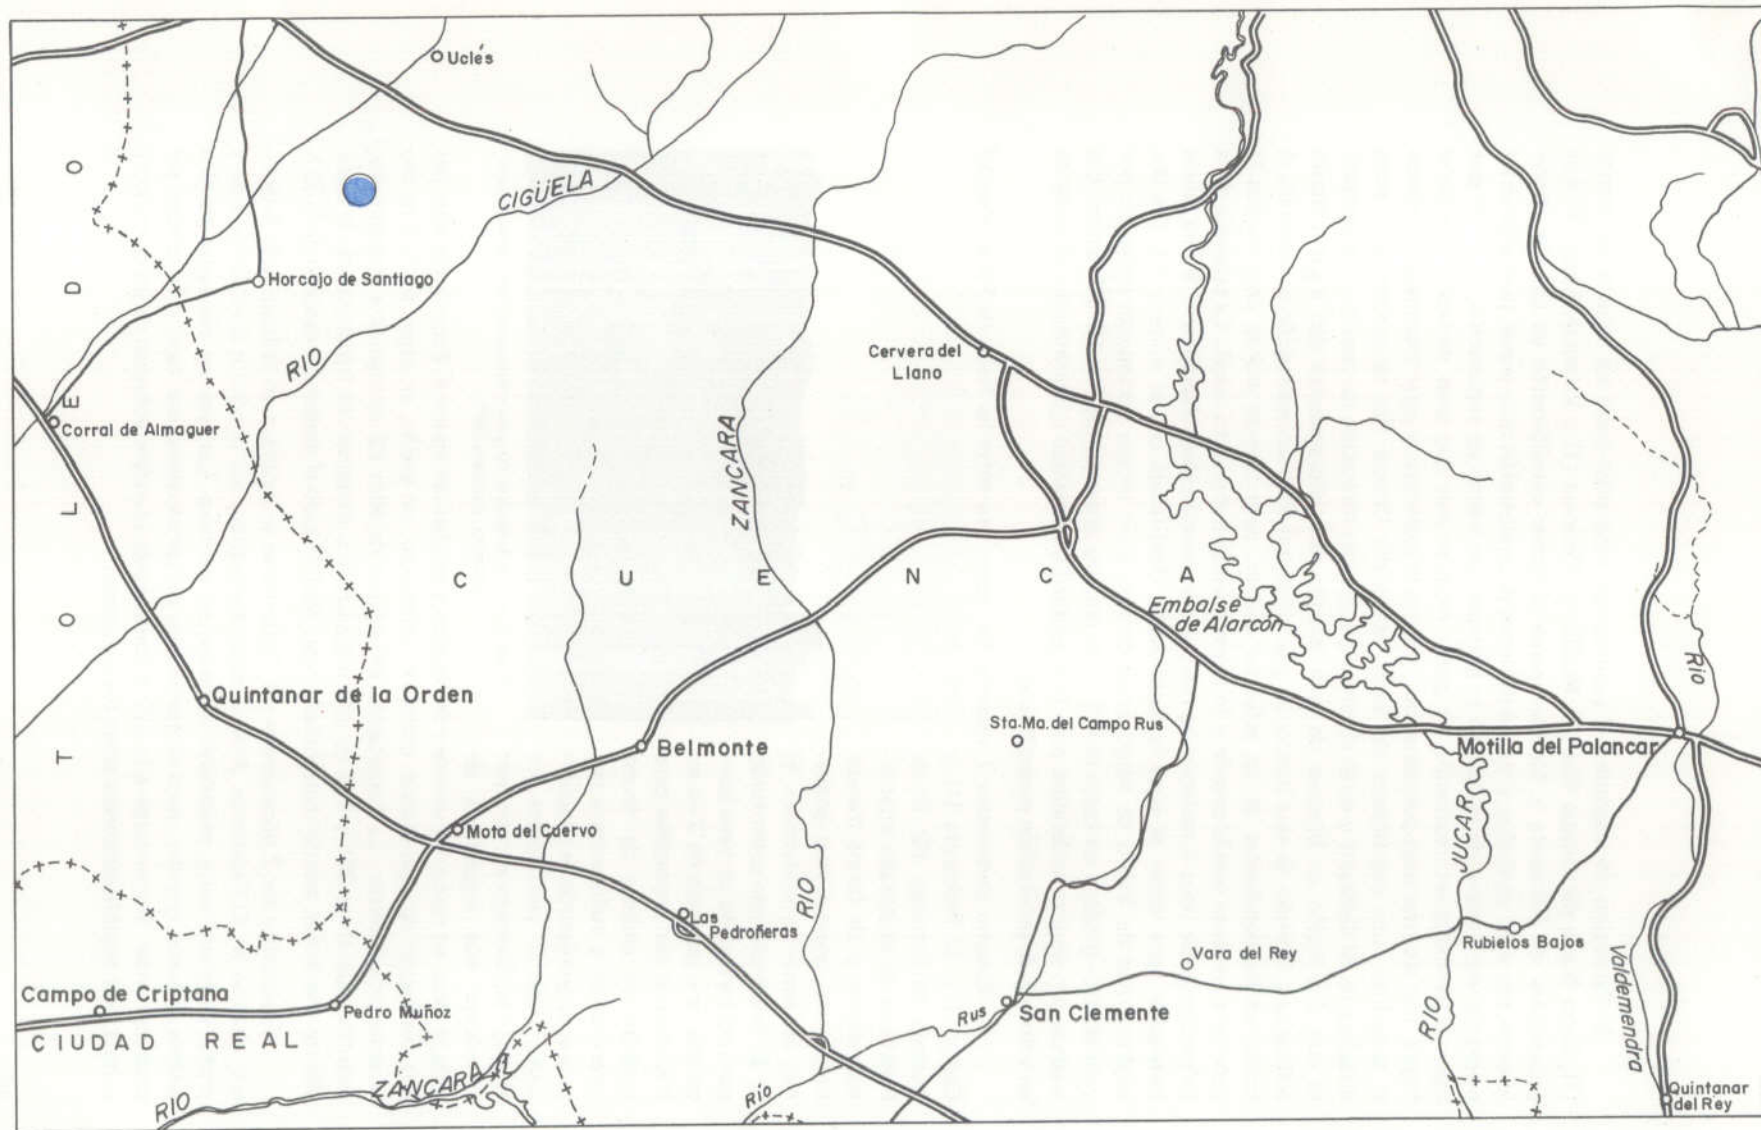 Uclés
TOLEDO
CIGÜELA
RIO
Horcajo de Santiago
Corral de Almaguer
Cervera del
Llano
ZANCARA
RIO
CUENCA
Embalse
de Alarcón
Quintanar de la Orden
Belmonte
Sta. Ma. del Campo Rus
Motilla del Palancar
Rio
Mota del Cuervo
Las
Pedroñeras
JUCAR
RIO
Rubielos Bajos
Vara del Rey
Valdemendra
Campo de Criptana
Pedro Muñoz
CIUDAD REAL
Rus
Río
San Clemente
ZANCARA
RIO
Quintanar
del Rey